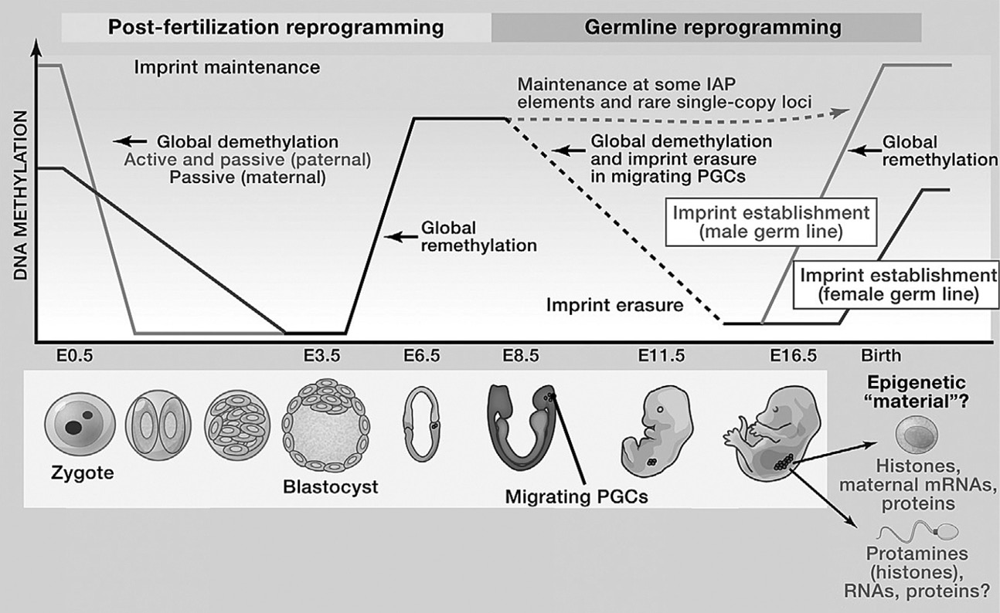 Post-fertilization reprogramming
Germline reprogramming
DNA METHYLATION
Imprint maintenance
Global demethylation
Active and passive (paternal)
Passive (maternal)
Global
remethylation
Maintenance at some IAP
elements and rare single-copy loci
Global demethylation
and imprint erasure
in migrating PGCs
Imprint erasure
Global
remethylation
Imprint establishment
(male germ line)
Imprint establishment
(female germ line)
E0.5
E3.5
E6.5
E8.5
E11.5
E16.5
Birth
Zygote
Blastocyst
Migrating PGCs
Epigenetic
“material”?
Histones,
maternal mRNAs,
proteins
Protamines
(histones),
RNAs, proteins?